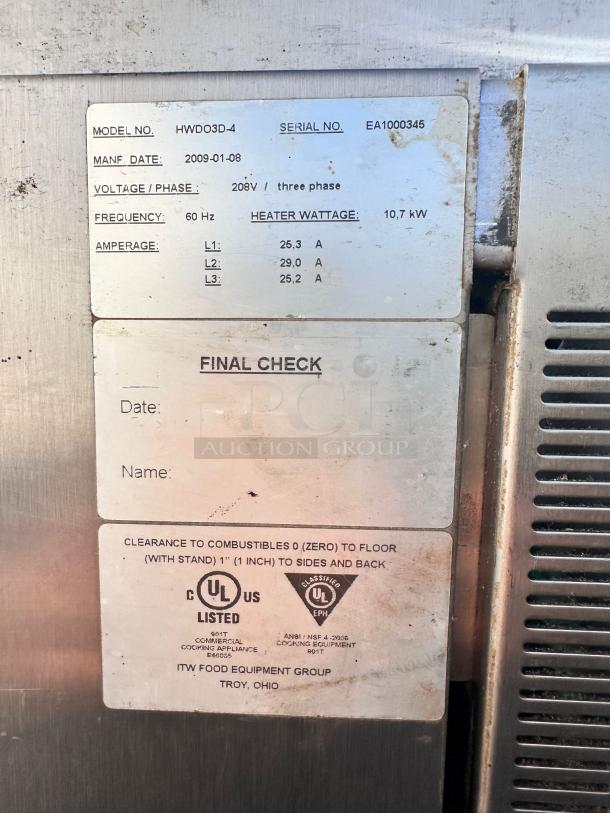 MODEL NO. HWDO3D-4 SERIAL NO. EA1000345
MANF. DATE: 2009-01-08
VOLTAGE / PHASE : 208V / three phase
FREQUENCY: 60 Hz HEATER WATTAGE: 10,7 kW
AMPERAGE: L1: 25,3 A
L2: 29,0 A
L3: 25,2 A
FINAL CHECK
Date:
PCI
AUCTION GROUP
Name:
CLEARANCE TO COMBUSTIBLES 0 (ZERO) TO FLOOR
(WITH STAND) 1" (1 INCH) TO SIDES AND BACK
C UL US
LISTED
901T
COMMERCIAL
COOKING APPLIANCE
CLASSIFIED
UL
EPH
ANSI / NSF 4 -2006
COOKING EQUIPMENT
901T
ITW FOOD EQUIPMENT GROUP
TROY, OHIO